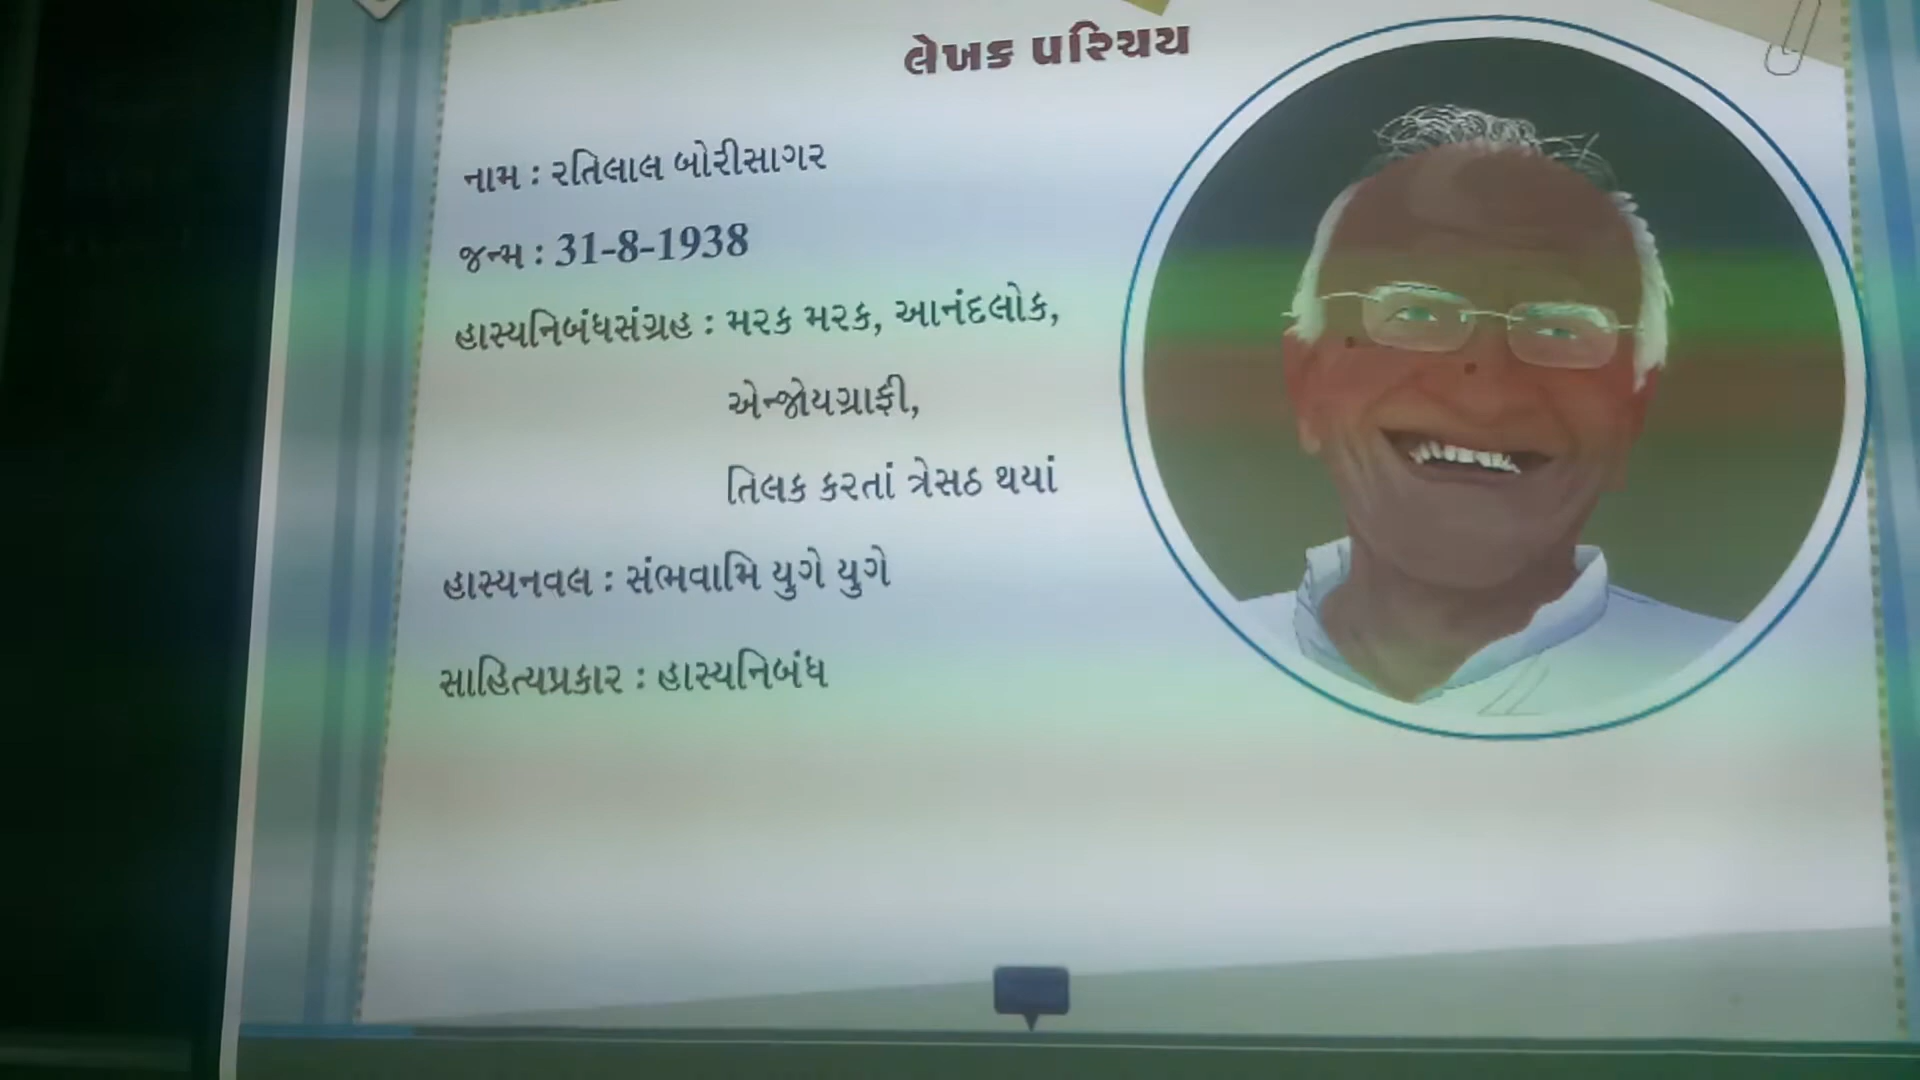 લેખક પરિચય
નામ : રતિલાલ બોરીસાગર
જન્મ : 31-8-1938
હાસ્યનિબંધસંગ્રહ : મરક મરક, આનંદલોક,
એન્જોયગ્રાફી,
તિલક કરતાં ત્રેસઠ થયાં
હાસ્યનવલ : સંભવામિ યુગે યુગે
સાહિત્યપ્રકાર : હાસ્યનિબંધ